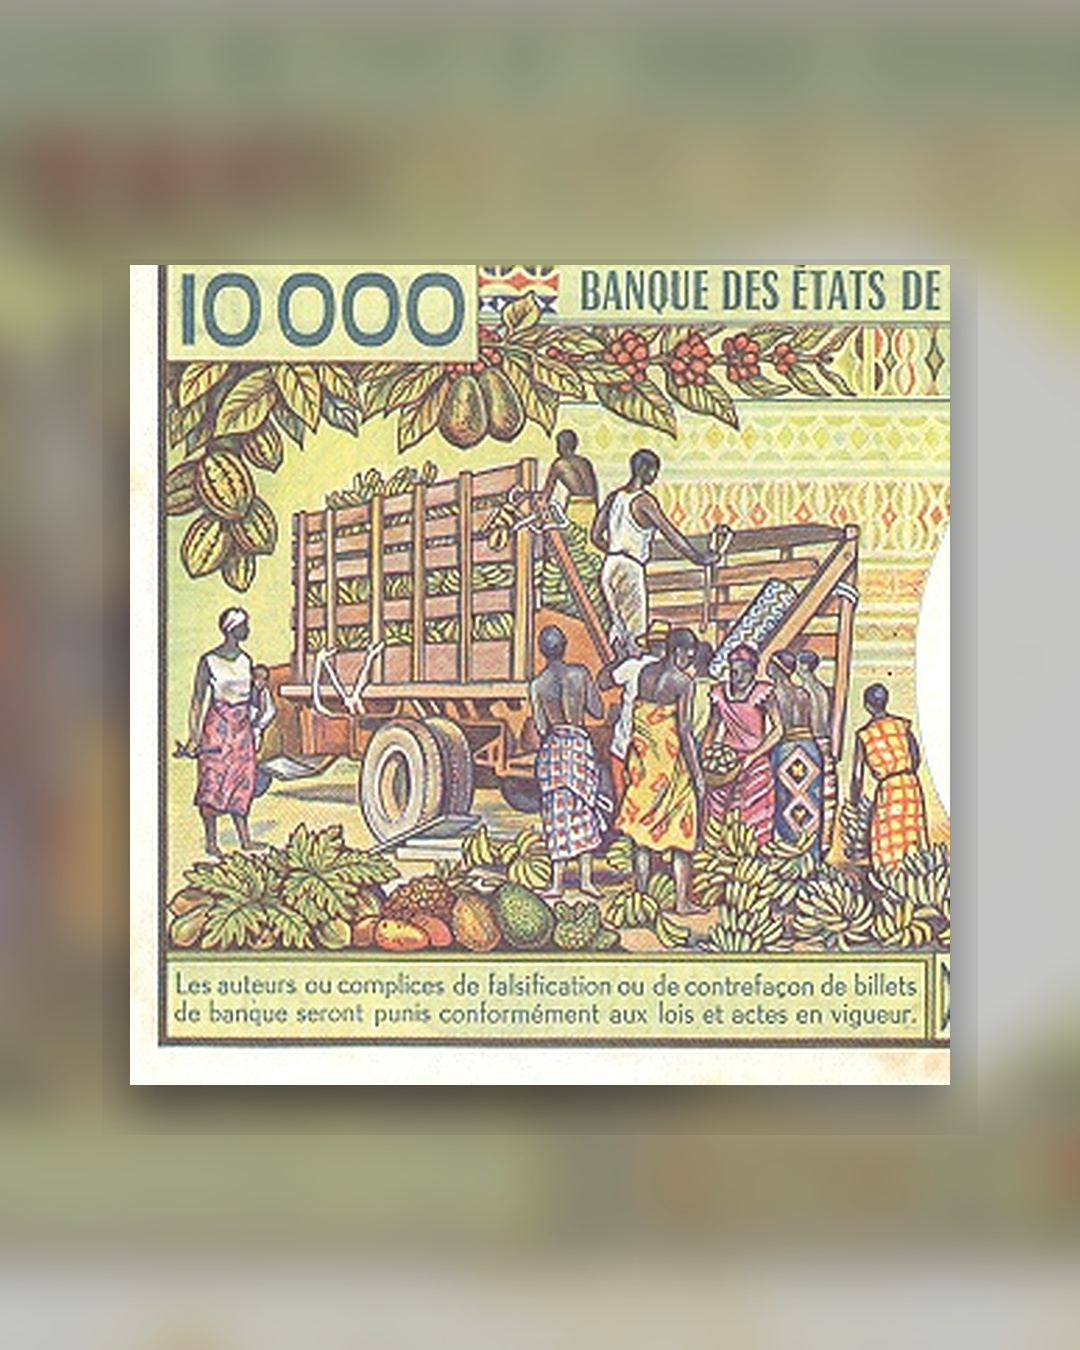 10 000
BANQUE DES ÉTATS DE
Les auteurs ou complices de falsification ou de contrefaçon de billets
de banque seront punis conformément aux lois et actes en vigueur.